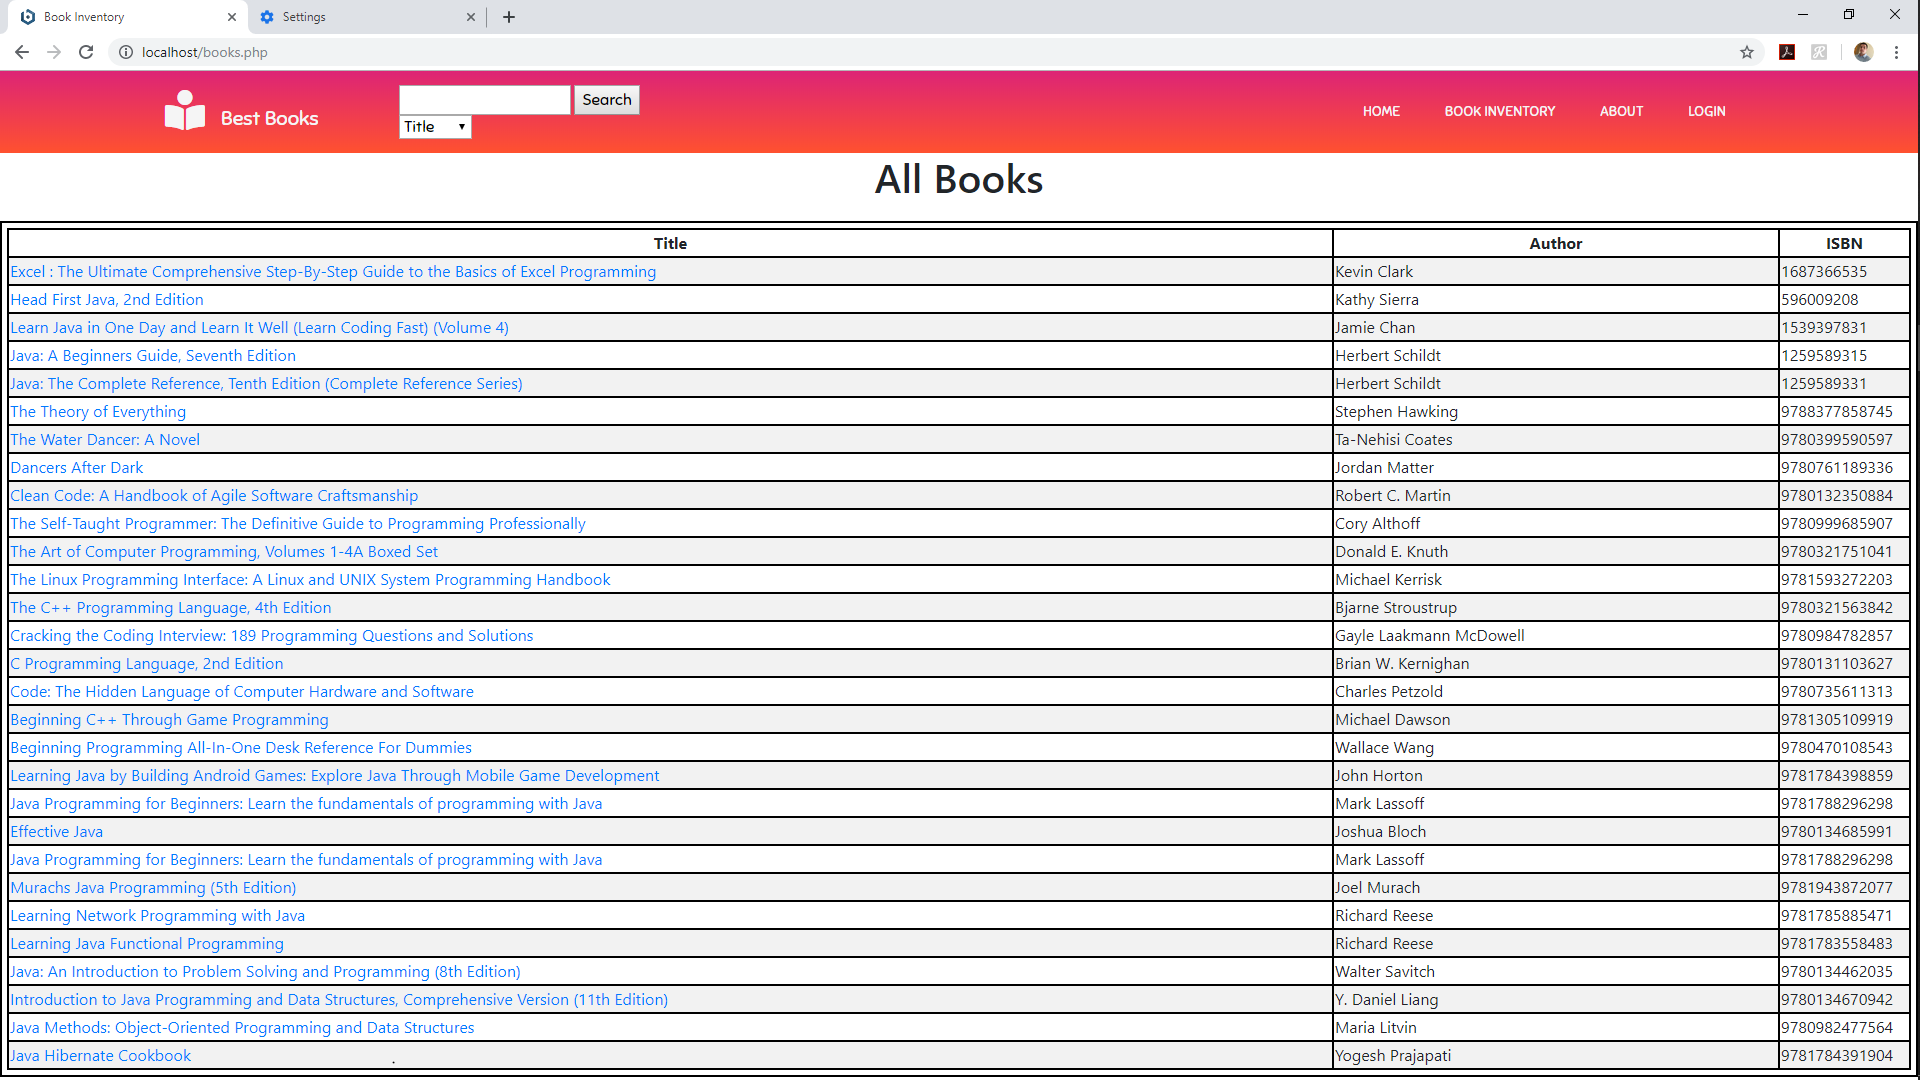 Book Inventory
Settings
localhost/books.php
Best Books
Search
Title
HOME BOOK INVENTORY ABOUT LOGIN
All Books
Title Author ISBN
Excel : The Ultimate Comprehensive Step-By-Step Guide to the Basics of Excel Programming Kevin Clark 1687366535
Head First Java, 2nd Edition Kathy Sierra 596009208
Learn Java in One Day and Learn It Well (Learn Coding Fast) (Volume 4) Jamie Chan 1539397831
Java: A Beginners Guide, Seventh Edition Herbert Schildt 1259589315
Java: The Complete Reference, Tenth Edition (Complete Reference Series) Herbert Schildt 1259589331
The Theory of Everything Stephen Hawking 9788377858745
The Water Dancer: A Novel Ta-Nehisi Coates 9780399590597
Dancers After Dark Jordan Matter 9780761189336
Clean Code: A Handbook of Agile Software Craftsmanship Robert C. Martin 9780132350884
The Self-Taught Programmer: The Definitive Guide to Programming Professionally Cory Althoff 9780999685907
The Art of Computer Programming, Volumes 1-4A Boxed Set Donald E. Knuth 9780321751041
The Linux Programming Interface: A Linux and UNIX System Programming Handbook Michael Kerrisk 9781593272203
The C++ Programming Language, 4th Edition Bjarne Stroustrup 9780321563842
Cracking the Coding Interview: 189 Programming Questions and Solutions Gayle Laakmann McDowell 9780984782857
C Programming Language, 2nd Edition Brian W. Kernighan 9780131103627
Code: The Hidden Language of Computer Hardware and Software Charles Petzold 9780735611313
Beginning C++ Through Game Programming Michael Dawson 9781305109919
Beginning Programming All-In-One Desk Reference For Dummies Wallace Wang 9780470108543
Learning Java by Building Android Games: Explore Java Through Mobile Game Development John Horton 9781784398859
Java Programming for Beginners: Learn the fundamentals of programming with Java Mark Lassoff 9781788296298
Effective Java Joshua Bloch 9780134685991
Java Programming for Beginners: Learn the fundamentals of programming with Java Mark Lassoff 9781788296298
Murachs Java Programming (5th Edition) Joel Murach 9781943872077
Learning Network Programming with Java Richard Reese 9781785885471
Learning Java Functional Programming Richard Reese 9781783558483
Java: An Introduction to Problem Solving and Programming (8th Edition) Walter Savitch 9780134462035
Introduction to Java Programming and Data Structures, Comprehensive Version (11th Edition) Y. Daniel Liang 9780134670942
Java Methods: Object-Oriented Programming and Data Structures Maria Litvin 9780982477564
Java Hibernate Cookbook Yogesh Prajapati 9781784391904